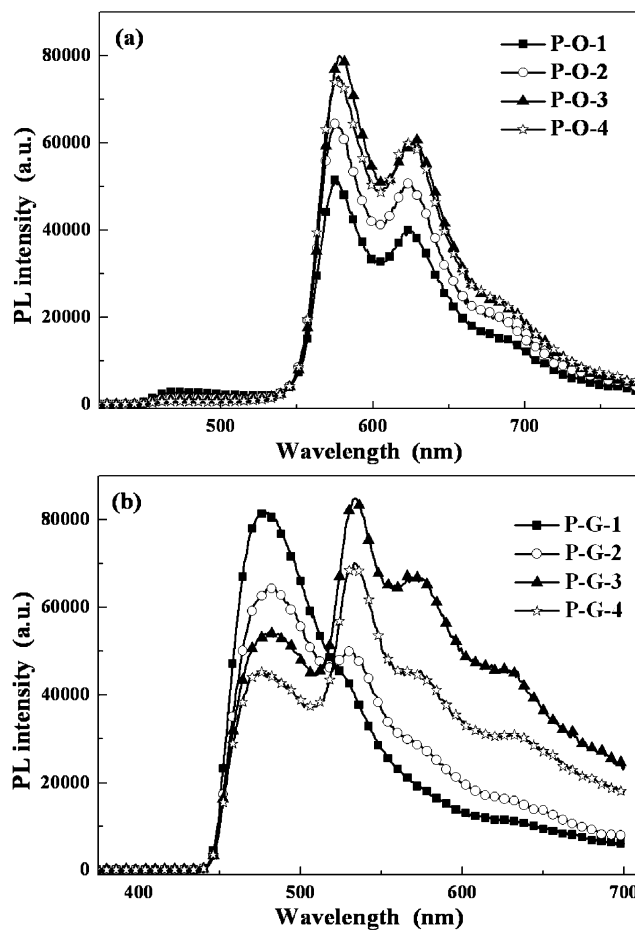 (a)
P-O-1
P-O-2
P-O-3
P-O-4
80000
60000
40000
20000
0
PL intensity (a.u.)
500
600
700
Wavelength (nm)
(b)
P-G-1
P-G-2
P-G-3
P-G-4
80000
60000
40000
20000
0
PL intensity (a.u.)
400
500
600
700
Wavelength (nm)